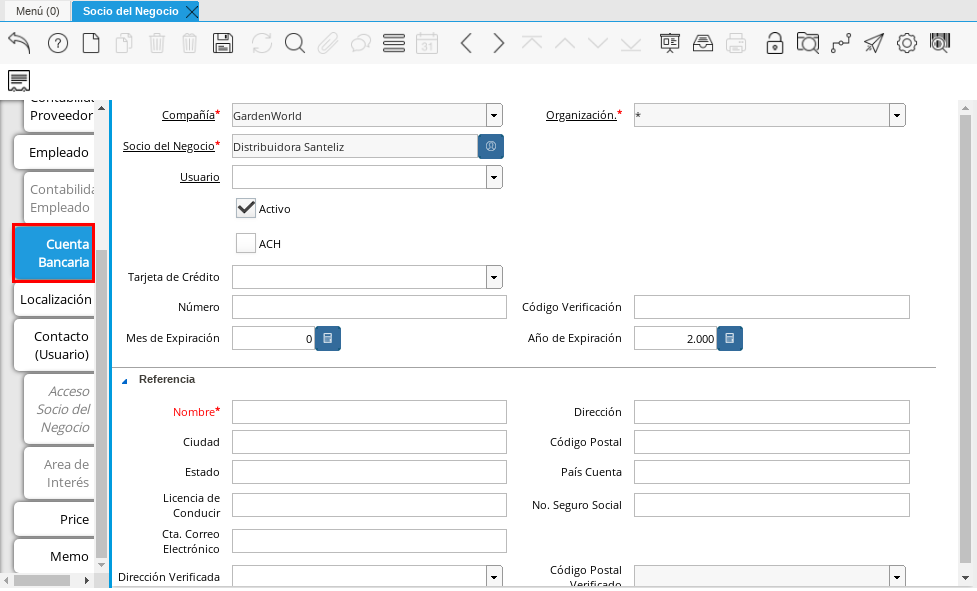 Menú (0)
Socio del Negocio
31
Contabilida
Proveedor
Empleado
Contabilida
Empleado
Cuenta
Bancaria
Localización
Contacto
(Usuario)
Acceso
Socio del
Negocio
Area de
Interés
Price
Memo
Compañía* GardenWorld Organización.* *
Socio del Negocio* Distribuidora Santeliz
Usuario
Activo
ACH
Tarjeta de Crédito
Número Código Verificación
Mes de Expiración 0 Año de Expiración 2.000
Referencia
Nombre* Dirección
Ciudad Código Postal
Estado País Cuenta
Licencia de
Conducir No. Seguro Social
Cta. Correo
Electrónico
Dirección Verificada Código Postal
Verificado